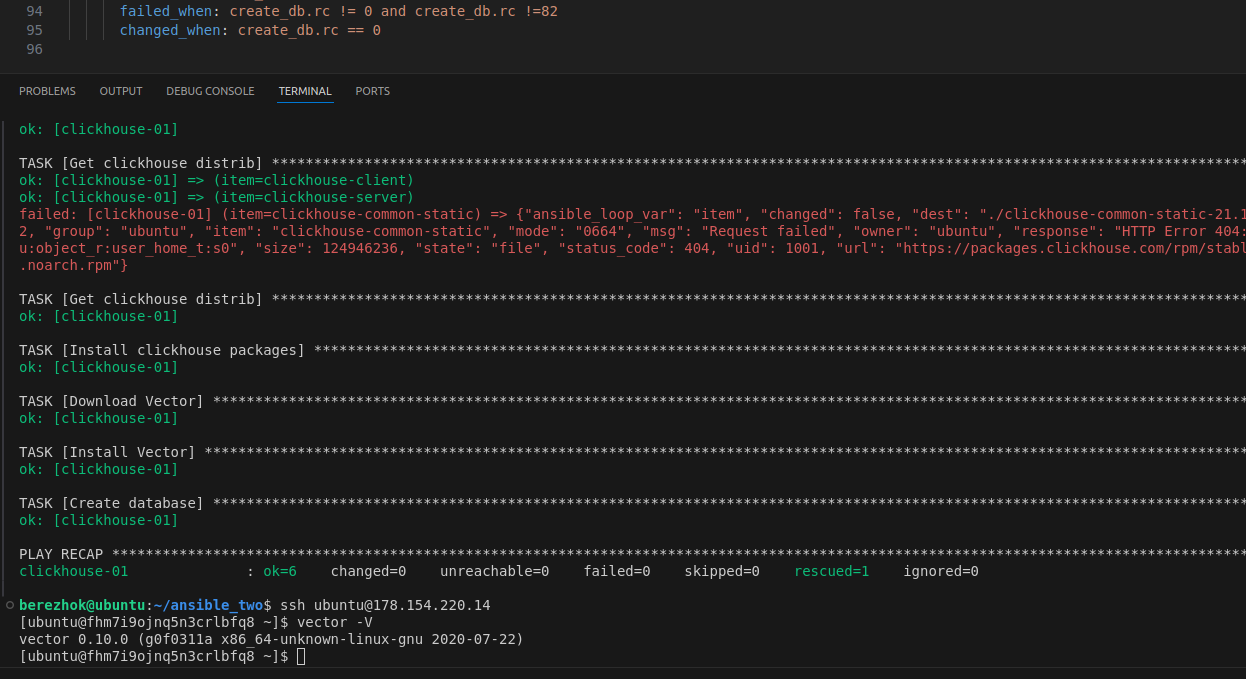 94 failed_when: create_db.rc != 0 and create_db.rc !=82
95 changed_when: create_db.rc == 0
96
PROBLEMS OUTPUT DEBUG CONSOLE TERMINAL PORTS
ok: [clickhouse-01]
TASK [Get clickhouse distrib] ********************************************************************************************************************
ok: [clickhouse-01] => (item=clickhouse-client)
ok: [clickhouse-01] => (item=clickhouse-server)
failed: [clickhouse-01] (item=clickhouse-common-static) => {"ansible_loop_var": "item", "changed": false, "dest": "./clickhouse-common-static-21.1
2, "group": "ubuntu", "item": "clickhouse-common-static", "mode": "0664", "msg": "Request failed", "owner": "ubuntu", "response": "HTTP Error 404:
u:object_r:user_home_t:s0", "size": 124946236, "state": "file", "status_code": 404, "uid": 1001, "url": "https://packages.clickhouse.com/rpm/stabl
.noarch.rpm"}
TASK [Get clickhouse distrib] ********************************************************************************************************************
ok: [clickhouse-01]
TASK [Install clickhouse packages] ***************************************************************************************************************
ok: [clickhouse-01]
TASK [Download Vector] ***************************************************************************************************************************
ok: [clickhouse-01]
TASK [Install Vector] ****************************************************************************************************************************
ok: [clickhouse-01]
TASK [Create database] ***************************************************************************************************************************
ok: [clickhouse-01]
PLAY RECAP ***************************************************************************************************************************************
clickhouse-01 : ok=6 changed=0 unreachable=0 failed=0 skipped=0 rescued=1 ignored=0
berezhok@ubuntu:~/ansible_two$ ssh ubuntu@178.154.220.14
[ubuntu@fhm7i9ojnq5n3crlbfq8 ~]$ vector -V
vector 0.10.0 (g0f0311a x86_64-unknown-linux-gnu 2020-07-22)
[ubuntu@fhm7i9ojnq5n3crlbfq8 ~]$